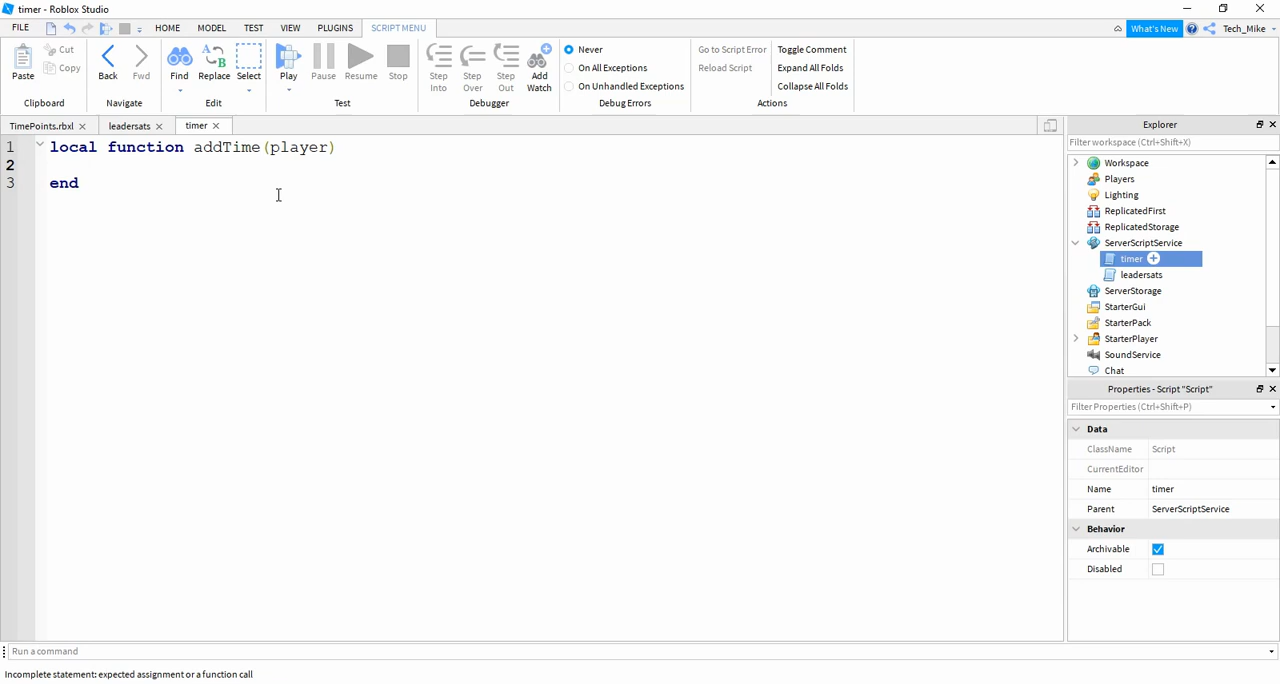 timer - Roblox Studio
FILE HOME MODEL TEST VIEW PLUGINS SCRIPT MENU What's New Tech_Mike
Paste Cut Copy Back Fwd Find Replace Select Play Pause Resume Stop Step Into Step Over Step Out Add Watch
Never
On All Exceptions
On Unhandled Exceptions
Go to Script Error
Reload Script
Toggle Comment
Expand All Folds
Collapse All Folds
Clipboard Navigate Edit Test Debugger Debug Errors Actions
TimePoints.rbxl leadersats timer
1 local function addTime(player)
2
3 end
Explorer
Filter workspace (Ctrl+Shift+X)
Workspace
Players
Lighting
ReplicatedFirst
ReplicatedStorage
ServerScriptService
timer
leadersats
ServerStorage
StarterGui
StarterPack
StarterPlayer
SoundService
Chat
Properties - Script "Script"
Filter Properties (Ctrl+Shift+P)
Data
ClassName Script
CurrentEditor
Name timer
Parent ServerScriptService
Behavior
Archivable
Disabled
Run a command
Incomplete statement: expected assignment or a function call